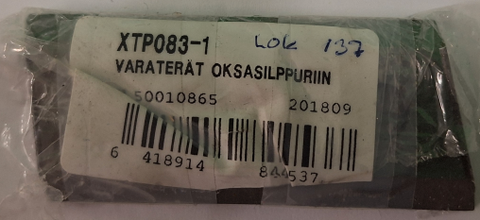 XTP083-1 LOK 137
VARATERÄT OKSASILPPURIIN
50010865 201809
6 418914 844537